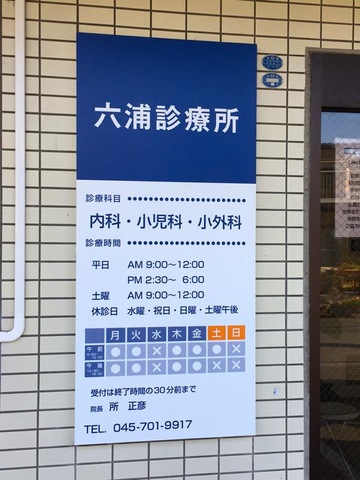 六浦診療所
診療科目
内科・小児科・小外科
診療時間
平日 AM 9:00〜12:00
PM 2:30〜 6:00
土曜 AM 9:00〜12:00
休診日 水曜・祝日・日曜・土曜午後
月 火 水 木 金 土 日
午前 ● ● × ● ● ● ×
午後 ● ● × ● ● × ×
受付は終了時間の30分前まで
院長 所 正彦
TEL. 045-701-9917